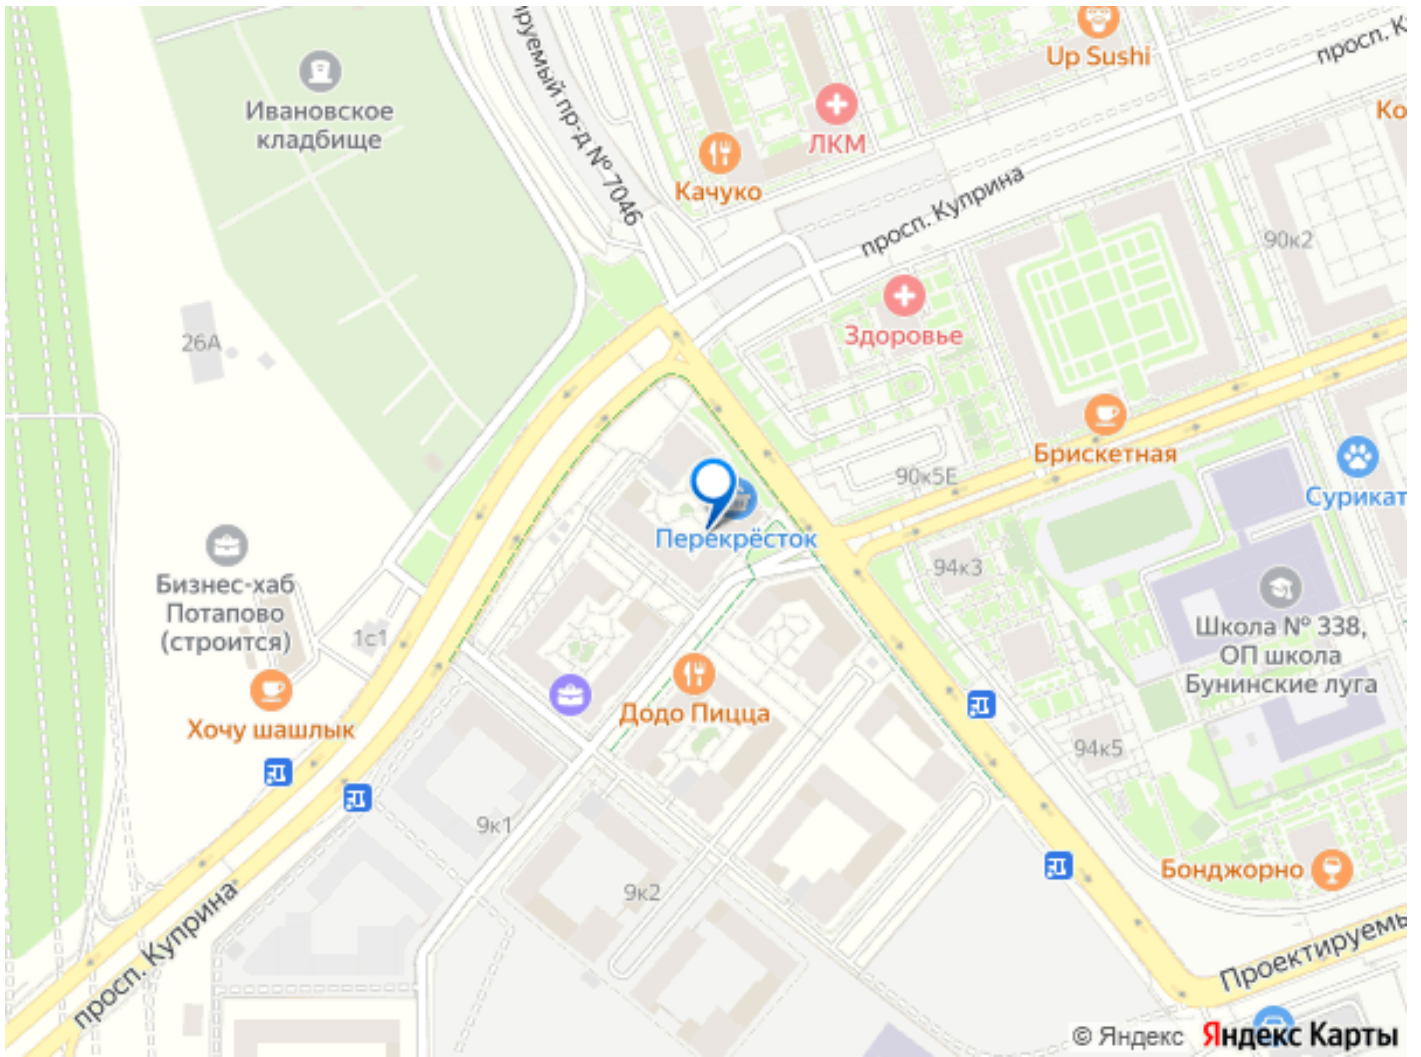 Up Sushi
просп. К
Ивановское
кладбище
ЛКМ
Ко
Качуко
руемый пр-д № 7046
просп. Куприна
90к2
Здоровье
26А
Брискетная
90к5Е
Сурикат
Перекрёсток
94к3
Бизнес-хаб
Потапово
(строится)
1с1
Школа № 338,
ОП школа
Бунинские луга
Додо Пицца
Хочу шашлык
94к5
9к1
Бонджорно
9к2
просп. Куприна
Проектируемы
© Яндекс Яндекс Карты